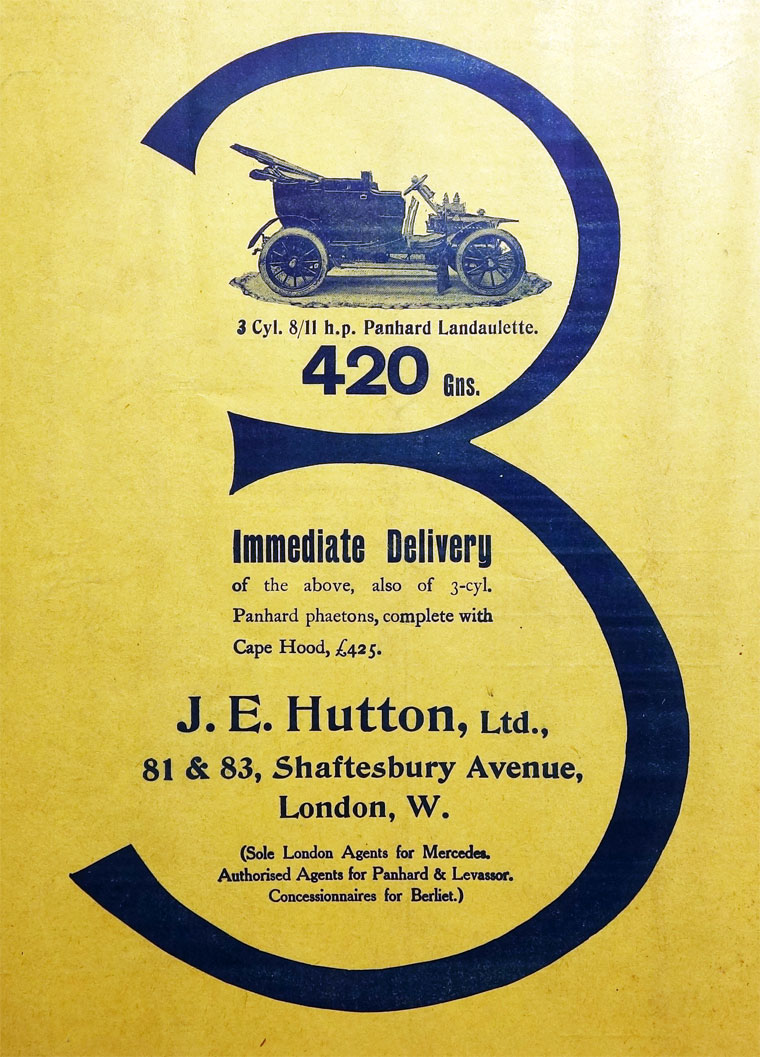 3
3 Cyl. 8/11 h.p. Panhard Landaulette.
420 Gns.
Immediate Delivery
of the above, also of 3-cyl.
Panhard phaetons, complete with
Cape Hood, £425.
J. E. Hutton, Ltd.,
81 & 83, Shaftesbury Avenue,
London, W.
(Sole London Agents for Mercedes.
Authorised Agents for Panhard & Levassor.
Concessionnaires for Berliet.)